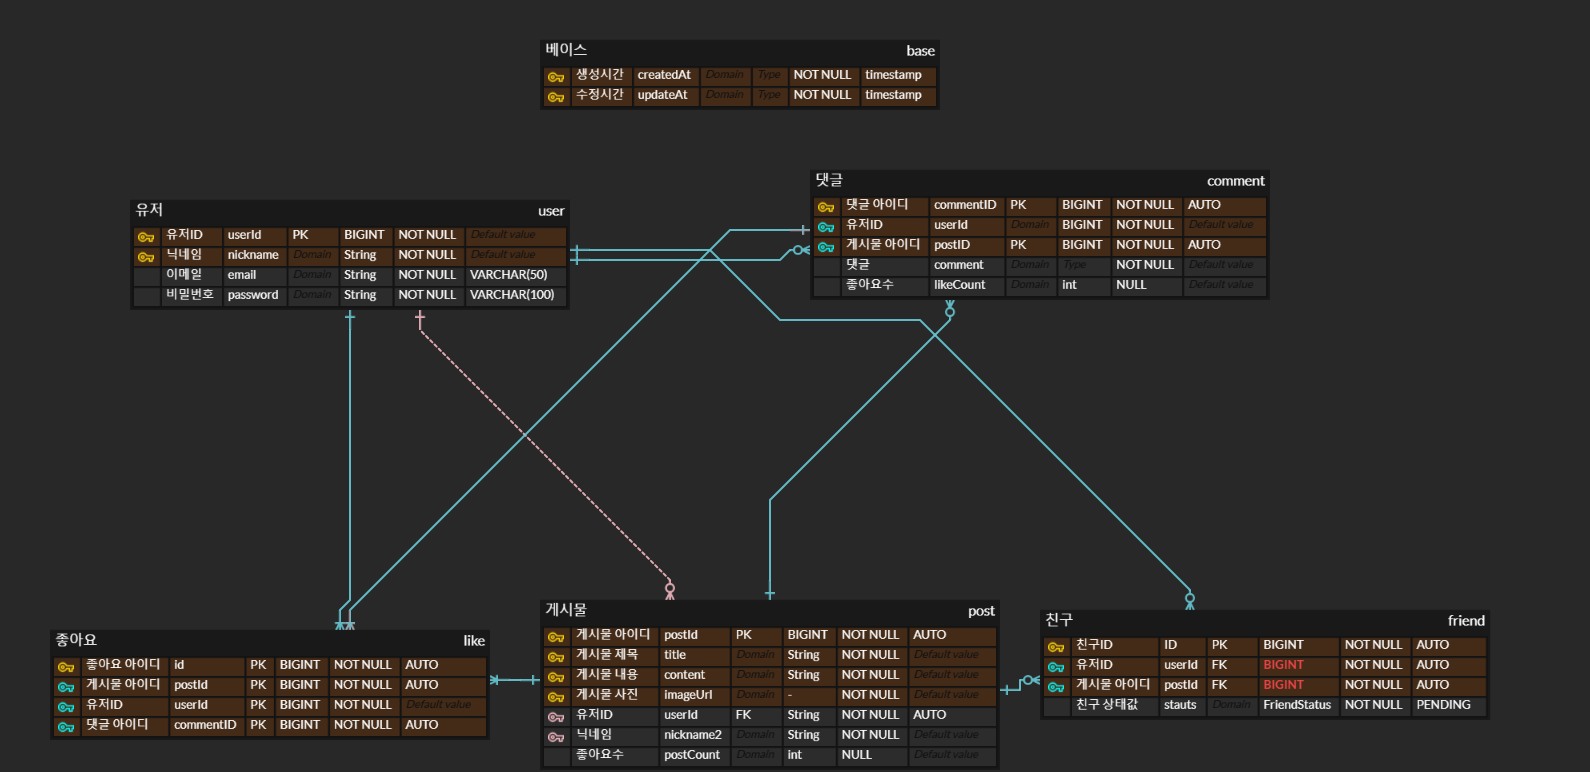 베이스 base
생성시간 createdAt Domain Type NOT NULL timestamp
수정시간 updateAt Domain Type NOT NULL timestamp
댓글 comment
댓글 아이디 commentID PK BIGINT NOT NULL AUTO
유저ID userId Domain BIGINT NOT NULL Default value
게시물 아이디 postID PK BIGINT NOT NULL AUTO
댓글 comment Domain Type NOT NULL Default value
좋아요수 likeCount Domain int NULL Default value
유저 user
유저ID userId PK BIGINT NOT NULL Default value
닉네임 nickname Domain String NOT NULL Default value
이메일 email Domain String NOT NULL VARCHAR(50)
비밀번호 password Domain String NOT NULL VARCHAR(100)
좋아요 like
좋아요 아이디 id PK BIGINT NOT NULL AUTO
게시물 아이디 postId PK BIGINT NOT NULL AUTO
유저ID userId PK BIGINT NOT NULL Default value
댓글 아이디 commentID PK BIGINT NOT NULL AUTO
게시물 post
게시물 아이디 postId PK BIGINT NOT NULL AUTO
게시물 제목 title Domain String NOT NULL Default value
게시물 내용 content Domain String NOT NULL Default value
게시물 사진 imageUrl Domain - NOT NULL Default value
유저ID userId FK String NOT NULL AUTO
닉네임 nickname2 Domain String NOT NULL Default value
좋아요수 postCount Domain int NULL Default value
친구 friend
친구ID ID PK BIGINT NOT NULL AUTO
유저ID userId FK BIGINT NOT NULL AUTO
게시물 아이디 postId FK BIGINT NOT NULL AUTO
친구 상태값 stauts Domain FriendStatus NOT NULL PENDING